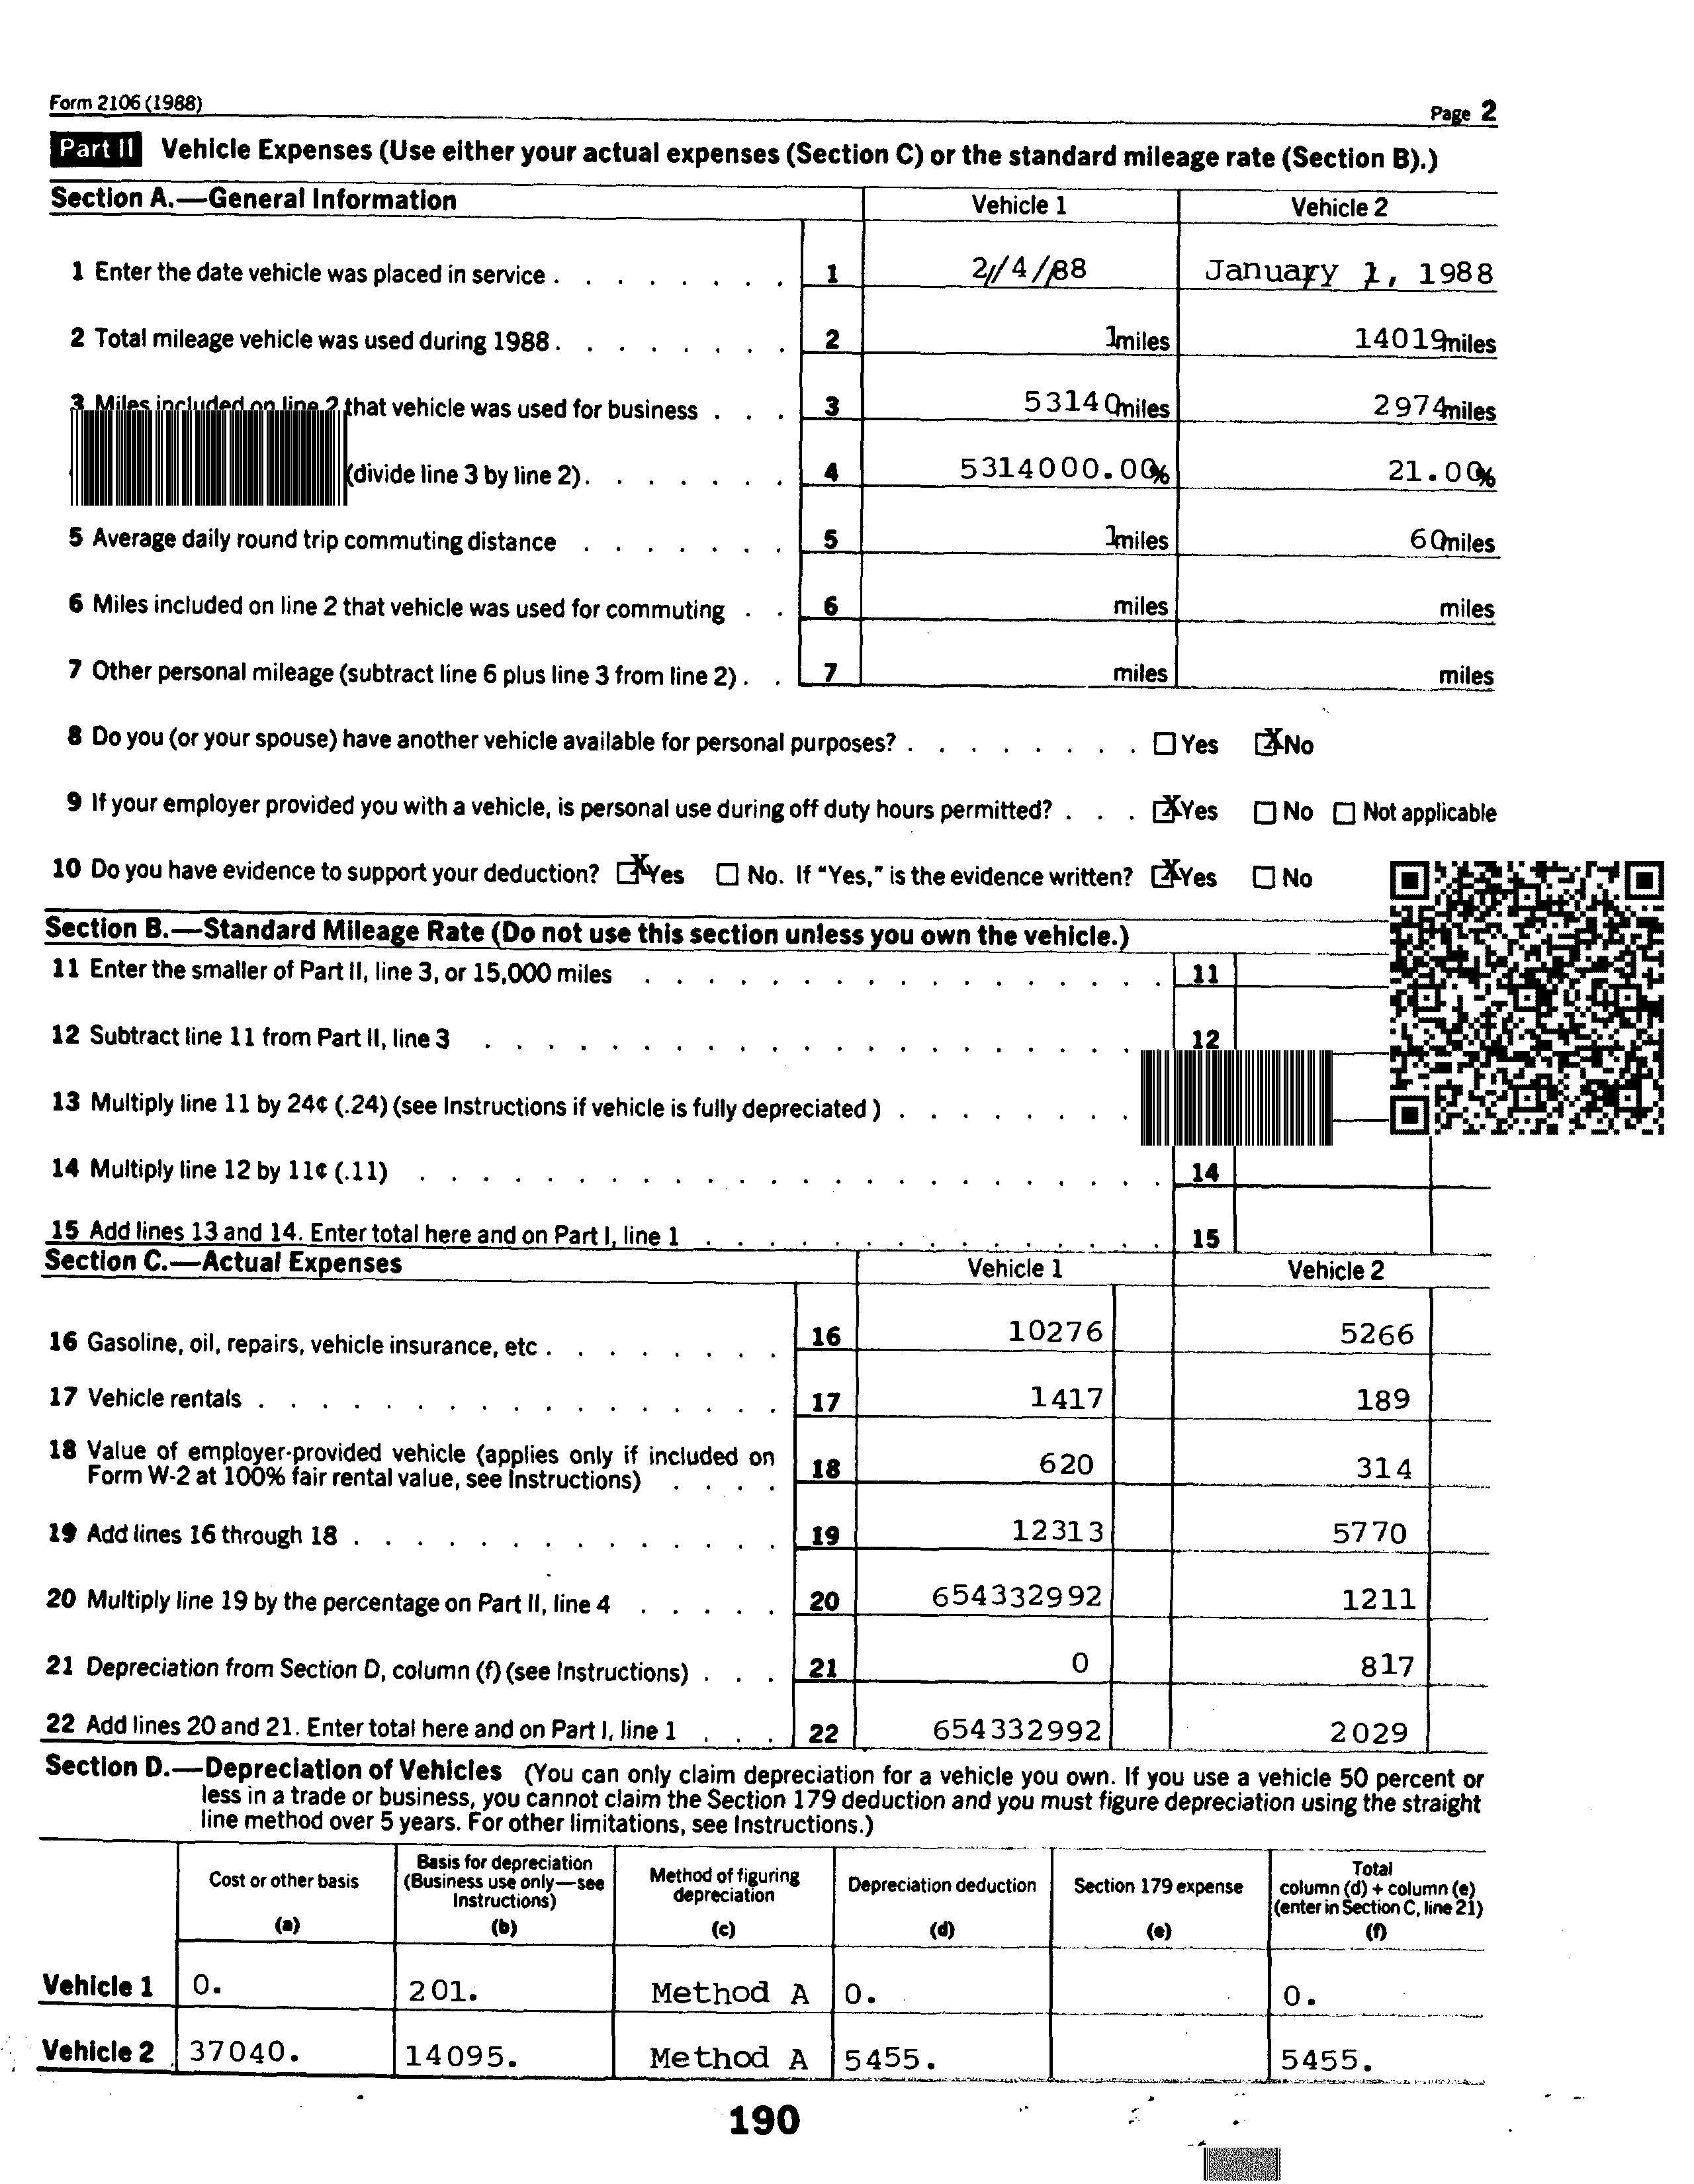 Form 2106 (1988)
Page 2
Part II Vehicle Expenses (Use either your actual expenses (Section C) or the standard mileage rate (Section B).)
Section A.—General Information Vehicle 1 Vehicle 2
1 Enter the date vehicle was placed in service . . . . . . . . 1 2/4/88 January 1, 1988
2 Total mileage vehicle was used during 1988 . . . . . . . . 2 1miles 14019miles
3 Miles included on line 2 that vehicle was used for business . . . 3 53140miles 2974miles
(divide line 3 by line 2) . . . . . . . 4 5314000.00% 21.00%
5 Average daily round trip commuting distance . . . . . . . 5 1miles 60miles
6 Miles included on line 2 that vehicle was used for commuting . . 6 miles miles
7 Other personal mileage (subtract line 6 plus line 3 from line 2) . . 7 miles miles
8 Do you (or your spouse) have another vehicle available for personal purposes? . . . . . . . . Yes X No
9 If your employer provided you with a vehicle, is personal use during off duty hours permitted? . . . X Yes No Not applicable
10 Do you have evidence to support your deduction? X Yes No. If "Yes," is the evidence written? X Yes No
Section B.—Standard Mileage Rate (Do not use this section unless you own the vehicle.)
11 Enter the smaller of Part II, line 3, or 15,000 miles . . . . . . . . . . . . . . . . . 11
12 Subtract line 11 from Part II, line 3 . . . . . . . . . . . . . . . . . . . . . 12
13 Multiply line 11 by 24¢ (.24) (see Instructions if vehicle is fully depreciated ) . . . . . . . .
14 Multiply line 12 by 11¢ (.11) . . . . . . . . . . . . . . . . . . . . . . . . 14
15 Add lines 13 and 14. Enter total here and on Part I, line 1 . . . . . . . . . . . . . . . 15
Section C.—Actual Expenses Vehicle 1 Vehicle 2
16 Gasoline, oil, repairs, vehicle insurance, etc . . . . . . . . 16 10276 5266
17 Vehicle rentals . . . . . . . . . . . . . . . . . 17 1417 189
18 Value of employer-provided vehicle (applies only if included on
Form W-2 at 100% fair rental value, see Instructions) . . . . 18 620 314
19 Add lines 16 through 18 . . . . . . . . . . . . . . 19 12313 5770
20 Multiply line 19 by the percentage on Part II, line 4 . . . . . 20 654332992 1211
21 Depreciation from Section D, column (f) (see Instructions) . . . 21 0 817
22 Add lines 20 and 21. Enter total here and on Part I, line 1 . . . 22 654332992 2029
Section D.—Depreciation of Vehicles (You can only claim depreciation for a vehicle you own. If you use a vehicle 50 percent or
less in a trade or business, you cannot claim the Section 179 deduction and you must figure depreciation using the straight
line method over 5 years. For other limitations, see Instructions.)
Cost or other basis (a)
Basis for depreciation (Business use only—see Instructions) (b)
Method of figuring depreciation (c)
Depreciation deduction (d)
Section 179 expense (e)
Total column (d) + column (e) (enter in Section C, line 21) (f)
Vehicle 1 0. 201. Method A 0. 0.
Vehicle 2 37040. 14095. Method A 5455. 5455.
190